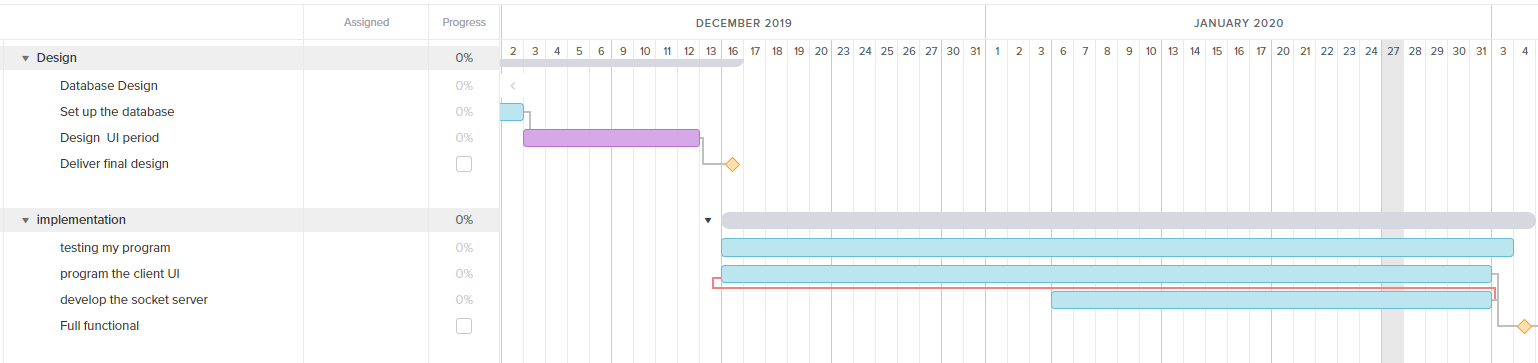 Assigned Progress DECEMBER 2019 JANUARY 2020
2 3 4 5 6 9 10 11 12 13 16 17 18 19 20 23 24 25 26 27 30 31 1 2 3 6 7 8 9 10 13 14 15 16 17 20 21 22 23 24 27 28 29 30 31 3 4
Design 0%
Database Design 0%
Set up the database 0%
Design UI period 0%
Deliver final design
implementation 0%
testing my program 0%
program the client UI 0%
develop the socket server 0%
Full functional